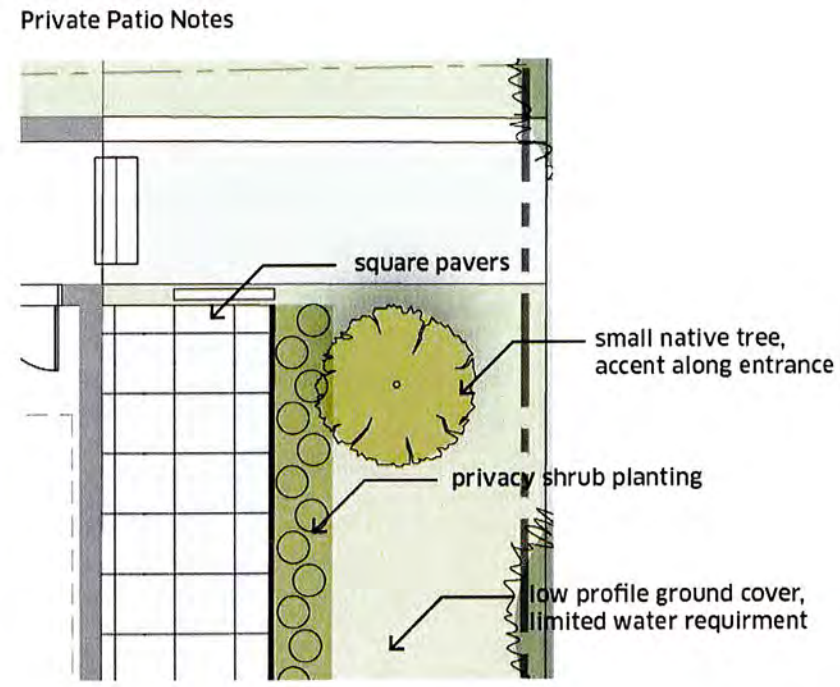 Private Patio Notes
square pavers
small native tree,
accent along entrance
privacy shrub planting
low profile ground cover,
limited water requirment